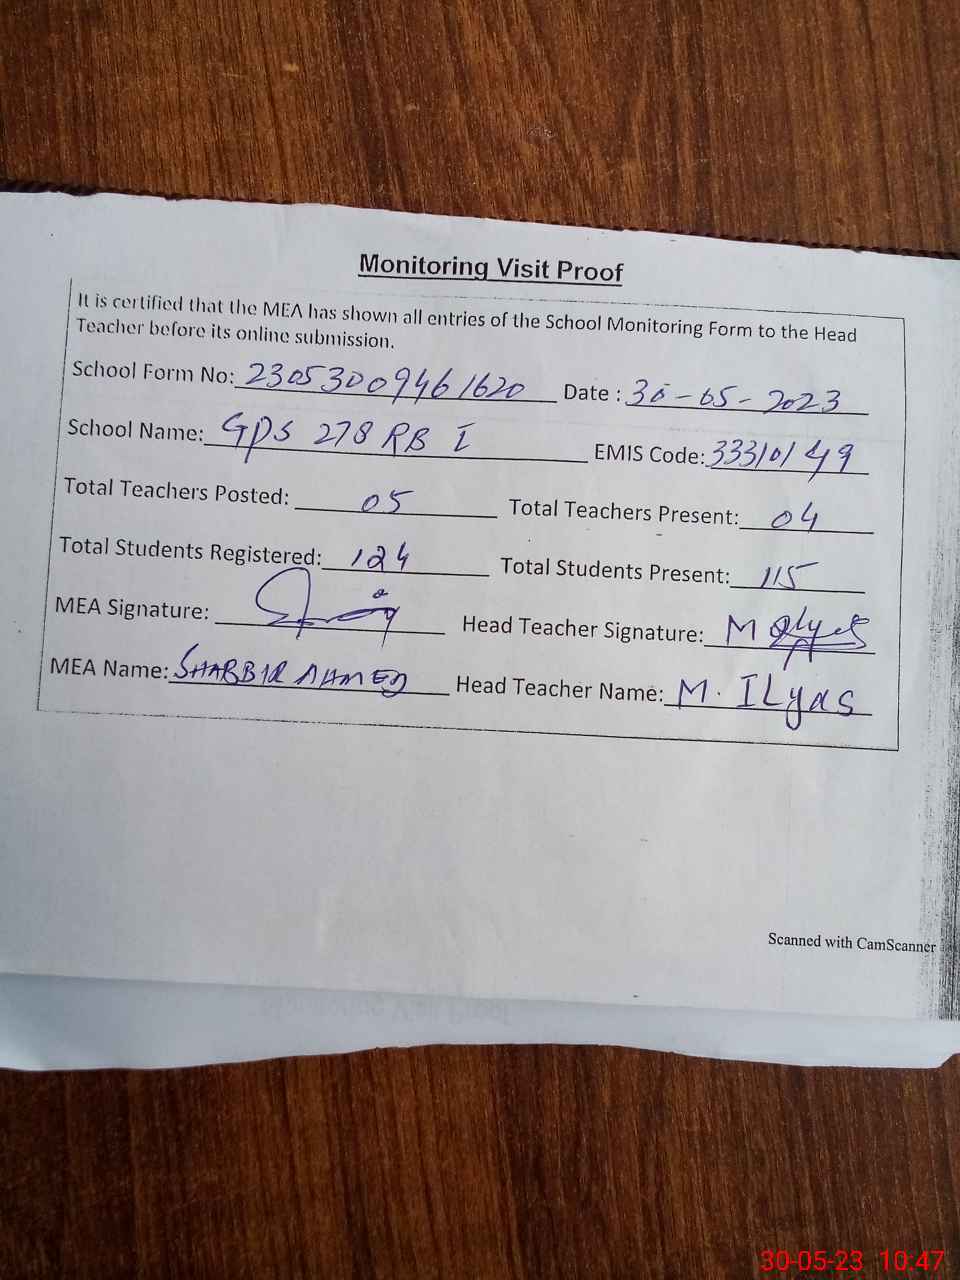 Monitoring Visit Proof
It is certified that the MEA has shown all entries of the School Monitoring Form to the Head
Teacher before its online submission.
School Form No: 23053009461620 Date : 30-05-2023
School Name: GPS 278 RB I EMIS Code: 33310149
Total Teachers Posted: 05 Total Teachers Present: 04
Total Students Registered: 124 Total Students Present: 115
MEA Signature: Head Teacher Signature: M Ilyas
MEA Name: SHABBIR AHMED Head Teacher Name: M. ILyas
Scanned with CamScanner
30-05-23 10:47